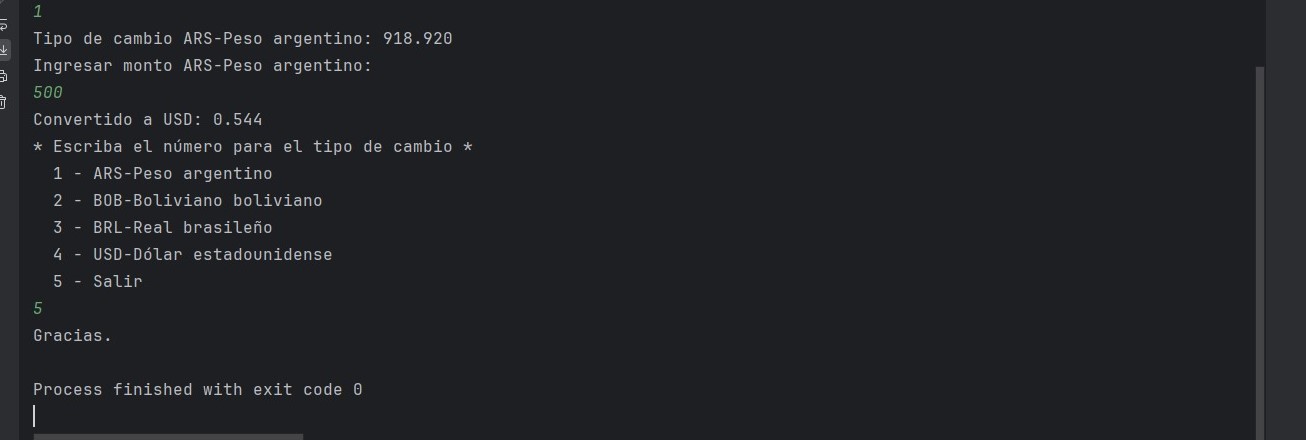 1
Tipo de cambio ARS-Peso argentino: 918.920
Ingresar monto ARS-Peso argentino:
500
Convertido a USD: 0.544
* Escriba el número para el tipo de cambio *
  1 - ARS-Peso argentino
  2 - BOB-Boliviano boliviano
  3 - BRL-Real brasileño
  4 - USD-Dólar estadounidense
  5 - Salir
5
Gracias.

Process finished with exit code 0